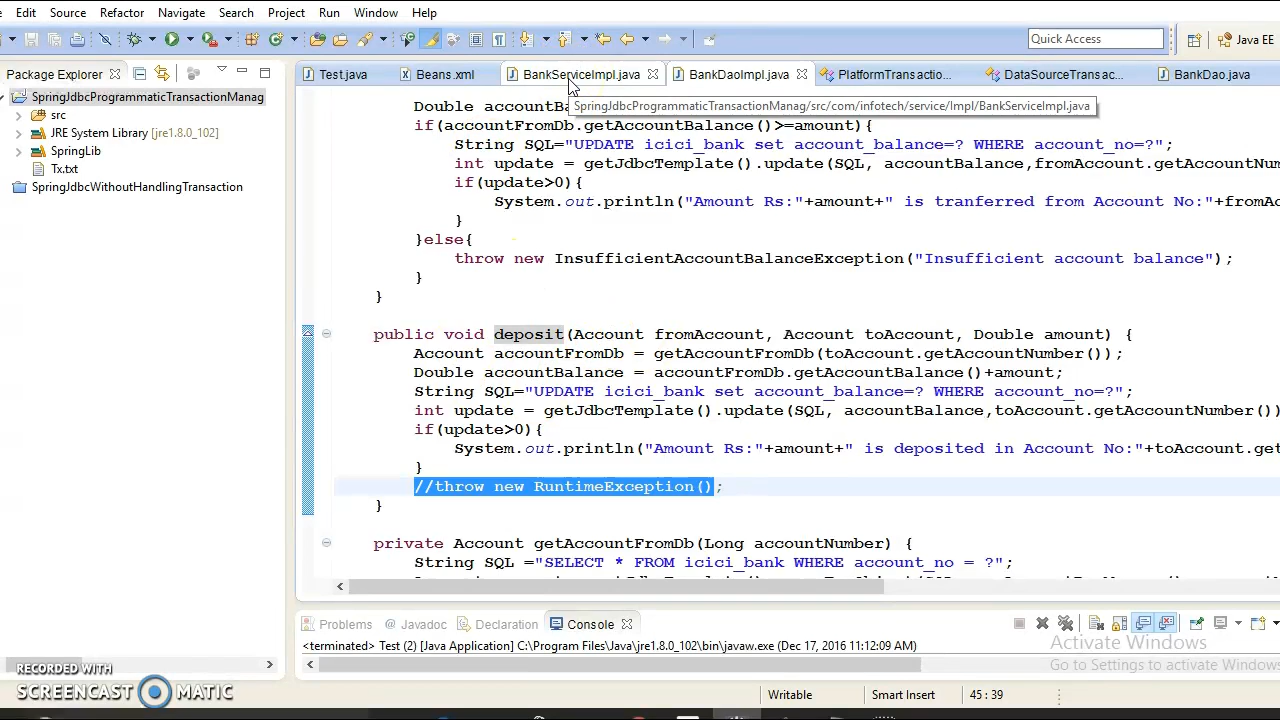 Edit Source Refactor Navigate Search Project Run Window Help
Quick Access
Java EE
Package Explorer
SpringJdbcProgrammaticTransactionManag
src
JRE System Library [jre1.8.0_102]
SpringLib
Tx.txt
SpringJdbcWithoutHandlingTransaction
Test.java Beans.xml BankServiceImpl.java BankDaoImpl.java PlatformTransactio... DataSourceTransac... BankDao.java
SpringJdbcProgrammaticTransactionManag/src/com/infotech/service/Impl/BankServiceImpl.java
Double accountBa
if(accountFromDb.getAccountBalance()>=amount){
String SQL="UPDATE icici_bank set account_balance=? WHERE account_no=?";
int update = getJdbcTemplate().update(SQL, accountBalance,fromAccount.getAccountNu
if(update>0){
System.out.println("Amount Rs:"+amount+" is tranferred from Account No:"+fromA
}
}else{
throw new InsufficientAccountBalanceException("Insufficient account balance");
}
}
public void deposit(Account fromAccount, Account toAccount, Double amount) {
Account accountFromDb = getAccountFromDb(toAccount.getAccountNumber());
Double accountBalance = accountFromDb.getAccountBalance()+amount;
String SQL="UPDATE icici_bank set account_balance=? WHERE account_no=?";
int update = getJdbcTemplate().update(SQL, accountBalance,toAccount.getAccountNumber())
if(update>0){
System.out.println("Amount Rs:"+amount+" is deposited in Account No:"+toAccount.get
}
//throw new RuntimeException();
}
private Account getAccountFromDb(Long accountNumber) {
String SQL ="SELECT * FROM icici_bank WHERE account_no = ?";
Problems Javadoc Declaration Console
<terminated> Test (2) [Java Application] C:\Program Files\Java\jre1.8.0_102\bin\javaw.exe (Dec 17, 2016 11:12:09 AM)
Activate Windows
Go to Settings to activate Windows
RECORDED WITH
SCREENCAST MATIC
Writable Smart Insert 45 : 39